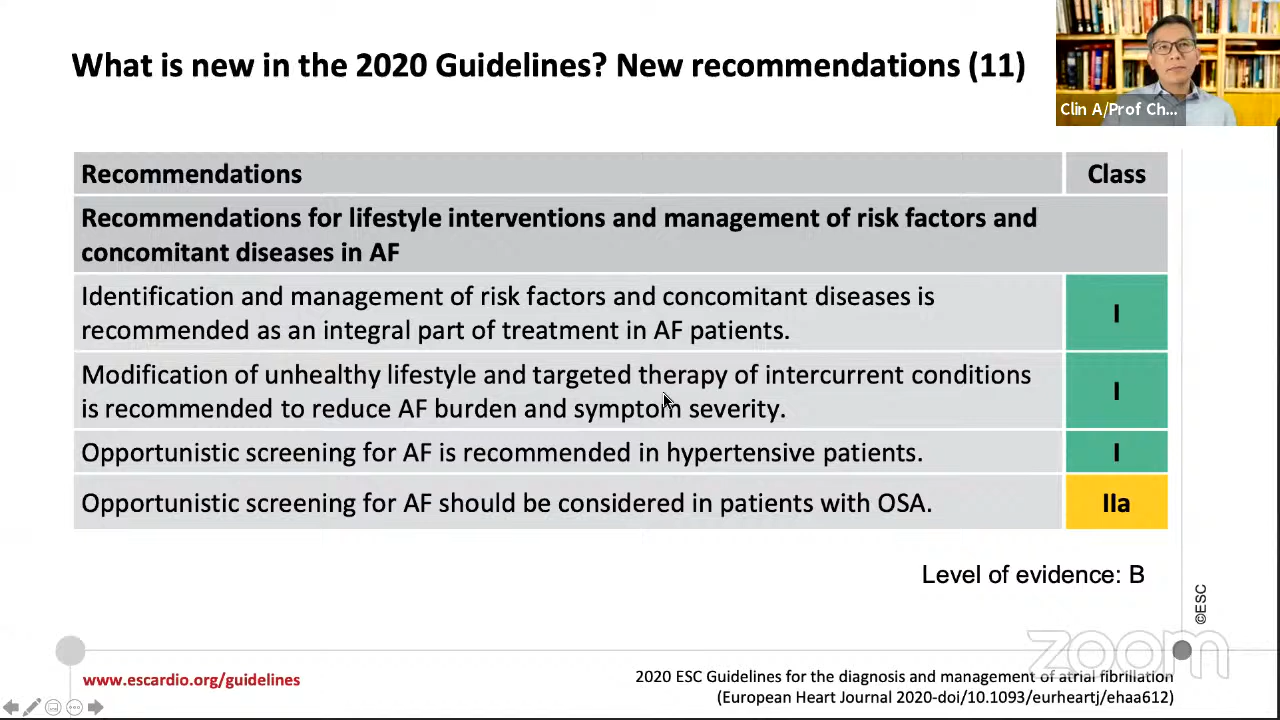 What is new in the 2020 Guidelines? New recommendations (11)
Clin A/Prof Ch...
Recommendations
Class
Recommendations for lifestyle interventions and management of risk factors and
concomitant diseases in AF
Identification and management of risk factors and concomitant diseases is
recommended as an integral part of treatment in AF patients.
I
Modification of unhealthy lifestyle and targeted therapy of intercurrent conditions
is recommended to reduce AF burden and symptom severity.
I
Opportunistic screening for AF is recommended in hypertensive patients.
I
Opportunistic screening for AF should be considered in patients with OSA.
IIa
Level of evidence: B
©ESC
zoom
www.escardio.org/guidelines
2020 ESC Guidelines for the diagnosis and management of atrial fibrillation
(European Heart Journal 2020-doi/10.1093/eurheartj/ehaa612)